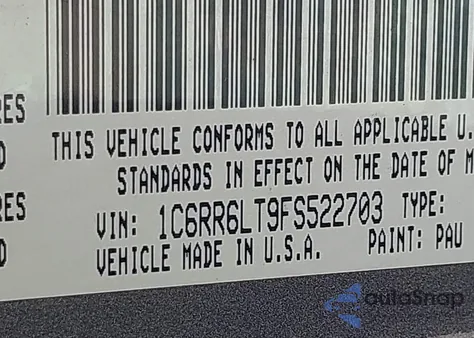 RES
THIS VEHICLE CONFORMS TO ALL APPLICABLE U.
STANDARDS IN EFFECT ON THE DATE OF M
RES
VIN: 1C6RR6LT9FS522703 TYPE:
VEHICLE MADE IN U.S.A. PAINT: PAU
autoSnap